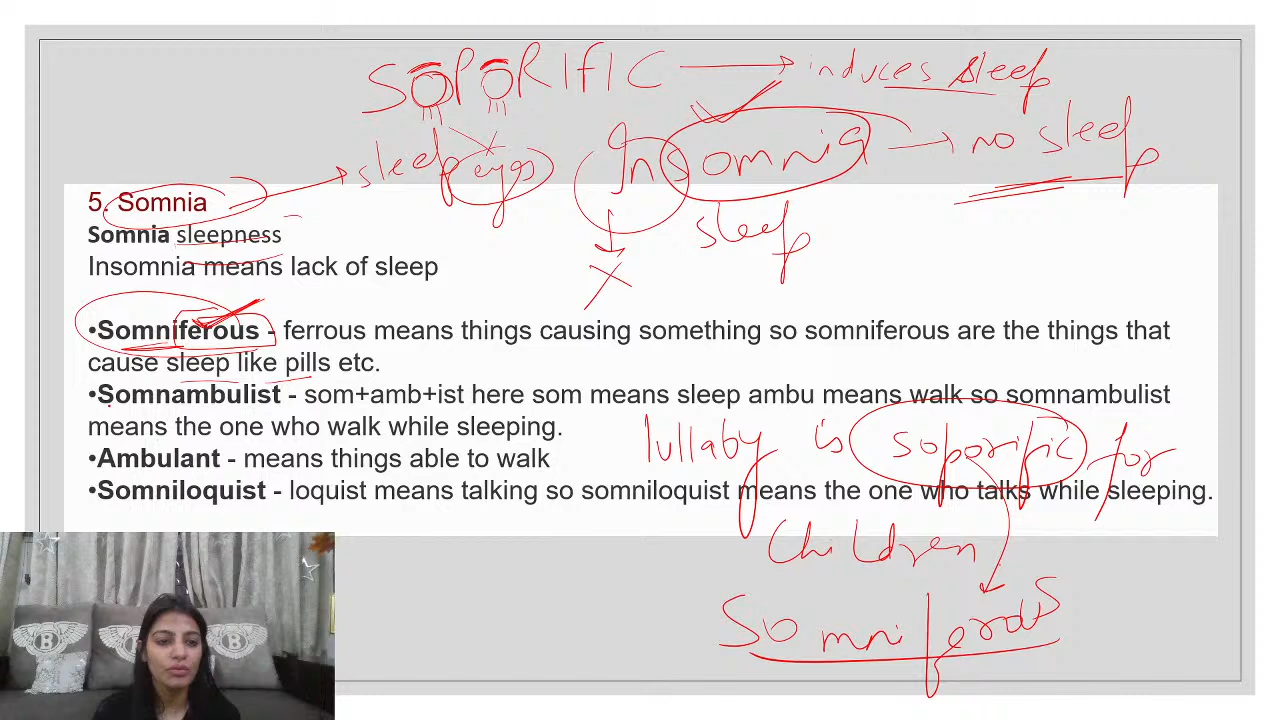 SOPORIFIC → induces sleep
sleep eyes Insomnia → no sleep
5. Somnia
sleep
Somnia sleepness
Insomnia means lack of sleep
•Somniferous - ferrous means things causing something so somniferous are the things that
cause sleep like pills etc.
•Somnambulist - som+amb+ist here som means sleep ambu means walk so somnambulist
means the one who walk while sleeping.
lullaby is soporific for
•Ambulant - means things able to walk
•Somniloquist - loquist means talking so somniloquist means the one who talks while sleeping.
Children
Somniferous
B B B